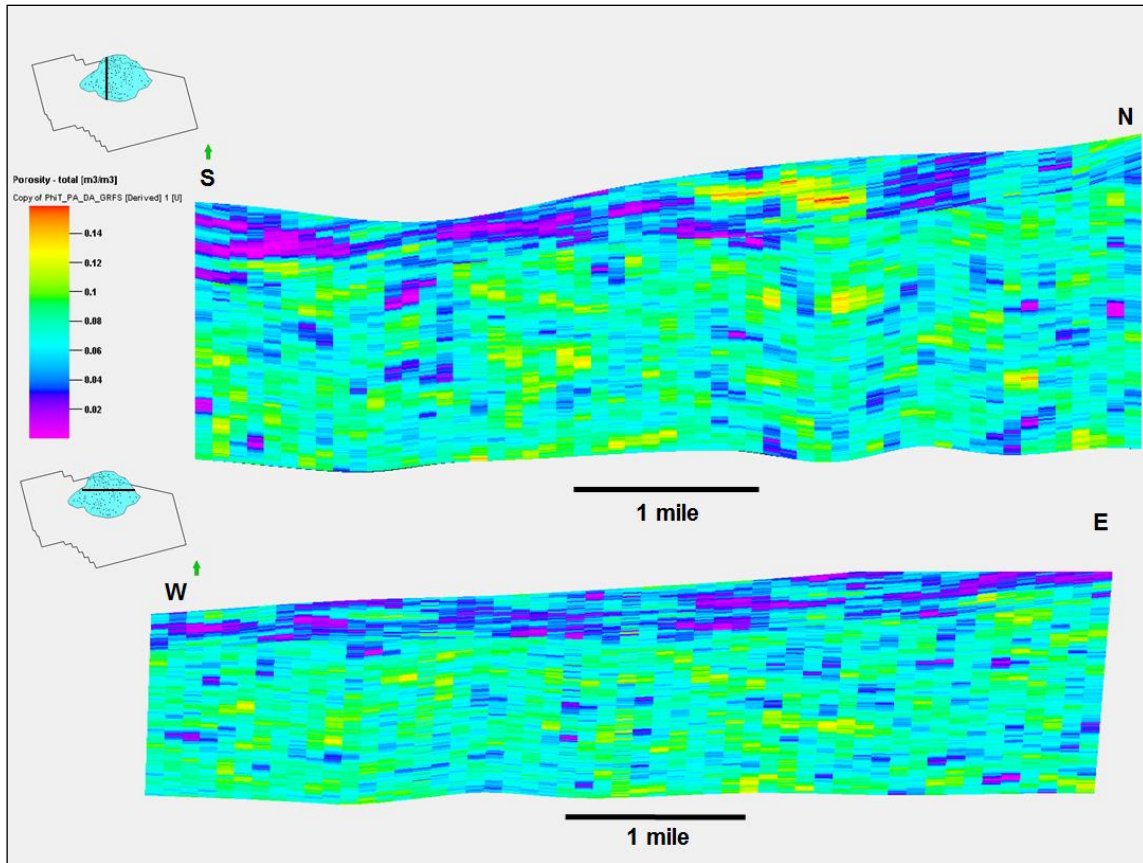 N
S
Porosity - total [m3/m3]
Copy of PhiT_PA_DA_GRFS [Derived] 1 [U]
0.14
0.12
0.1
0.08
0.06
0.04
0.02
1 mile
E
W
1 mile